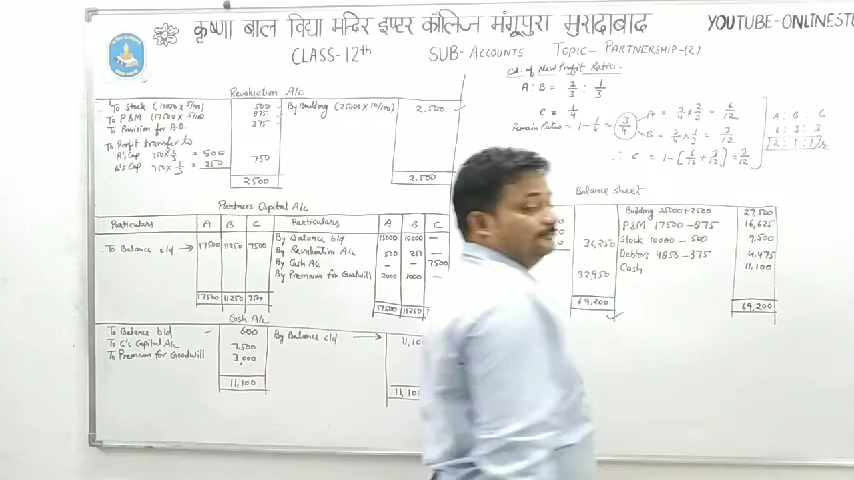 कृष्णा बाल विद्या मन्दिर इण्टर कॉलिज मंगूपुरा मुरादाबाद
YOUTUBE-ONLINESTU
CLASS-12th SUB-ACCOUNTS TOPIC-PARTNERSHIP-(2)
Cal. of New Profit Ratio-
A : B = 2/3 : 1/3
C = 1/4
Remain Ratio = 1 - 1/4 = 3/4
A = 3/4 x 2/3 = 6/12
B = 3/4 x 1/3 = 3/12
∴ C = 1-[6/12 + 3/12] = 3/12
A : B : C
6 : 3 : 3
2 : 1 : 1
Revaluation A/c
To Stock (10000 x 5/100) 500 By Building (25000 x 10/100) 2,500
To P&M (17500 x 5/100 875
To Provision for B.D. 375
To Profit transfer to
A's Cap 750 x 2/3 = 500 750
B's Cap 750 x 1/3 = 250
2500 2,500
Partners Capital A/c
Particulars A B C Particulars A B C
To Balance c/d → 17500 11250 7500 By Balance b/d 15000 10000 —
By Revaluation A/c 500 250 —
By Cash A/c — — 7500
By Premium for Goodwill 2000 1000 —
17500 11250 7500 17500 11250
Cash A/c
To Balance b/d 600 By Balance c/d → 11,10
To C's Capital A/c 7,500
To Premium for Goodwill 3,000
11,100 11,100
Balance sheet
Building 25000+2500 27,500
P&M 17500-875 16,625
36,250 Stock 10000-500 9,500
Debtors 4850-375 4,475
32,950 Cash 11,100
69,200 69,200